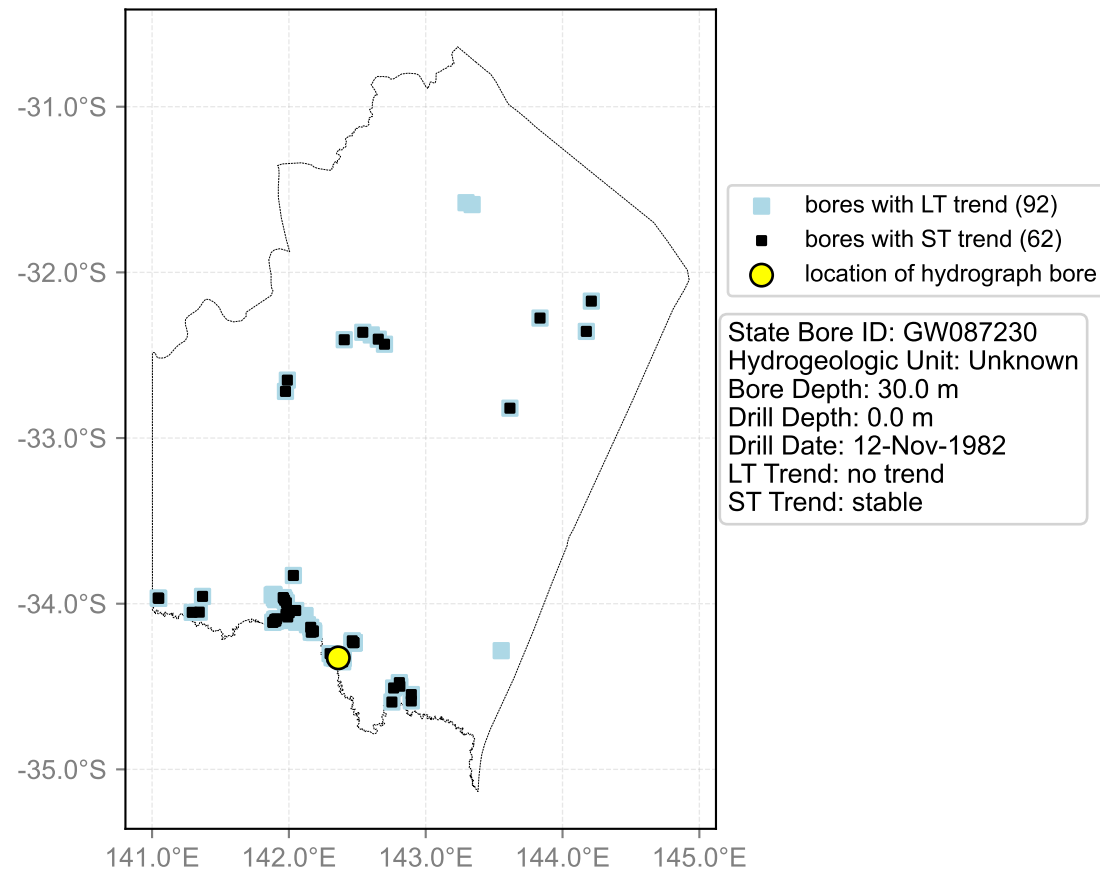 -31.0°S
-32.0°S
-33.0°S
-34.0°S
-35.0°S
141.0°E 142.0°E 143.0°E 144.0°E 145.0°E
bores with LT trend (92)
bores with ST trend (62)
location of hydrograph bore
State Bore ID: GW087230
Hydrogeologic Unit: Unknown
Bore Depth: 30.0 m
Drill Depth: 0.0 m
Drill Date: 12-Nov-1982
LT Trend: no trend
ST Trend: stable